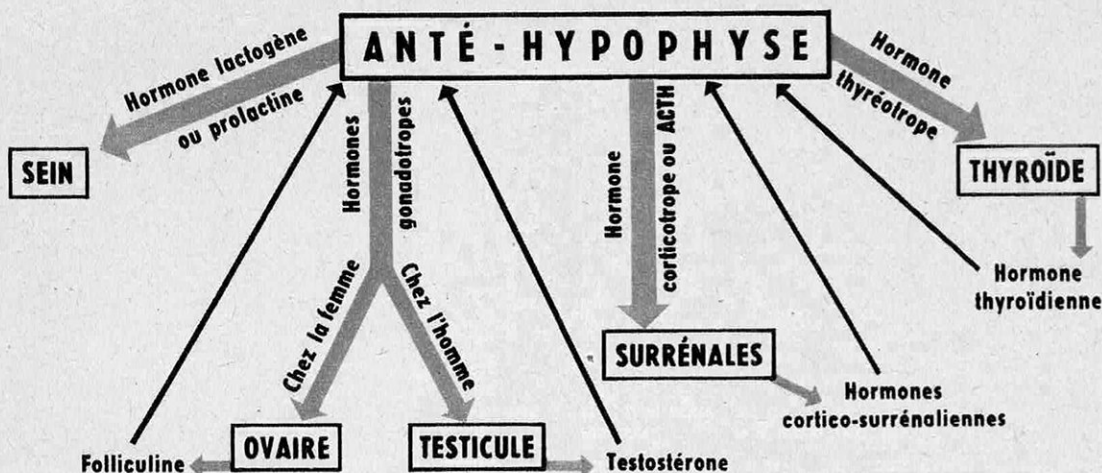 ANTÉ-HYPOPHYSE
Hormone lactogène
ou prolactine
SEIN
Hormones
gonadotropes
Chez la femme
Chez l'homme
Hormone
corticotrope ou ACTH
Hormone
thyréotrope
THYROÏDE
Hormone
thyroïdienne
SURRÉNALES
Hormones
cortico-surrénaliennes
OVAIRE
Folliculine
TESTICULE
Testostérone